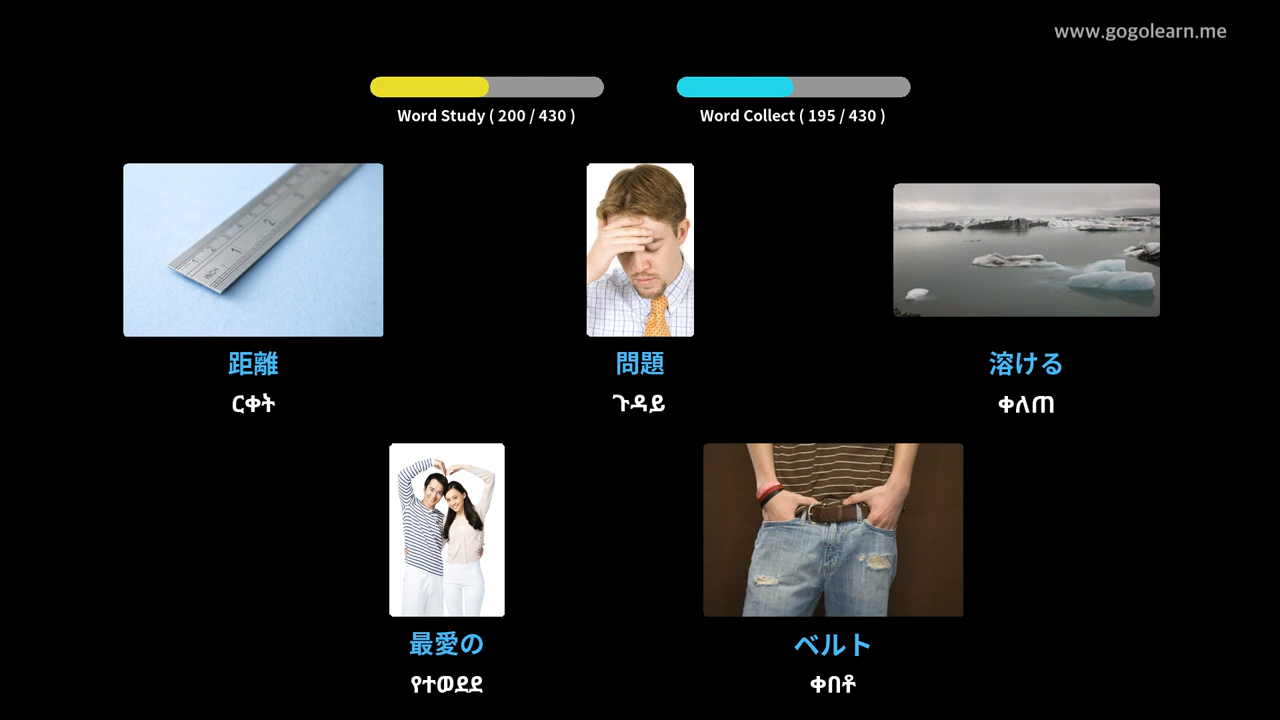 www.gogolearn.me
Word Study ( 200 / 430 )
Word Collect ( 195 / 430 )
距離
ርቀት
問題
ጉዳይ
溶ける
ቀለጠ
最愛の
የተወደደ
ベルト
ቀበቶ